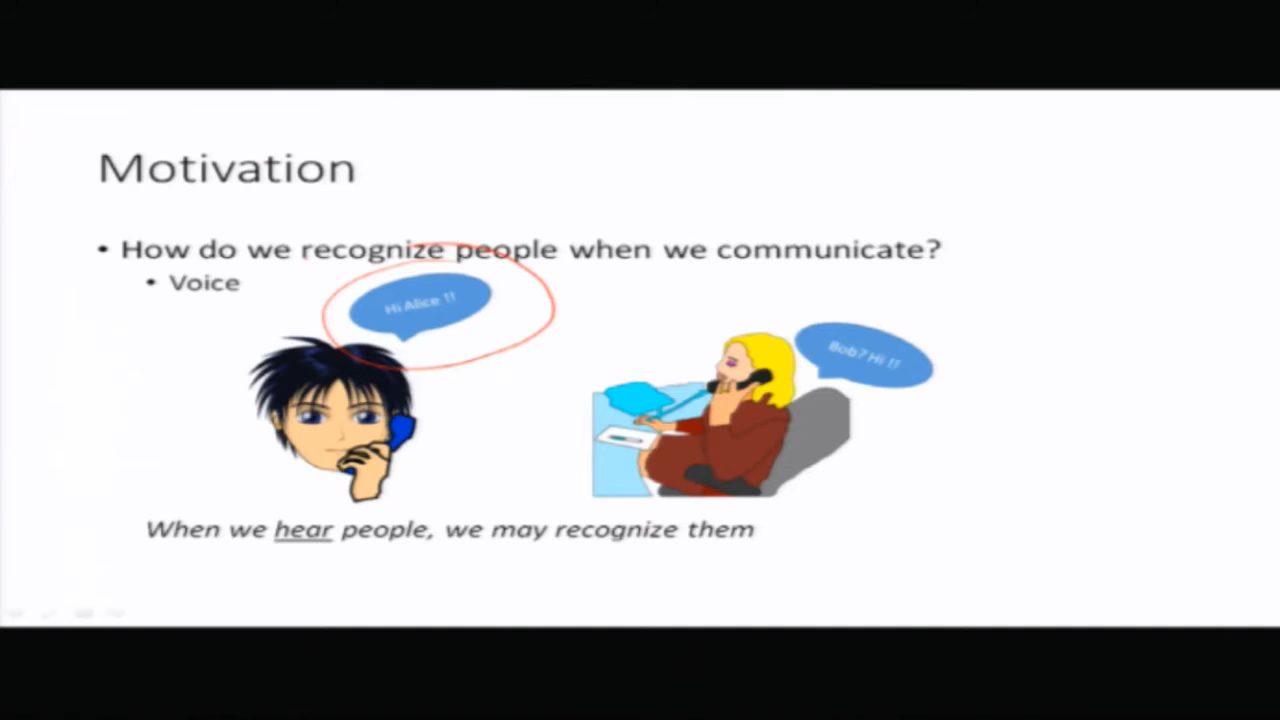 Motivation
• How do we recognize people when we communicate?
• Voice
Hi Alice !!
Bob? Hi !!
When we hear people, we may recognize them